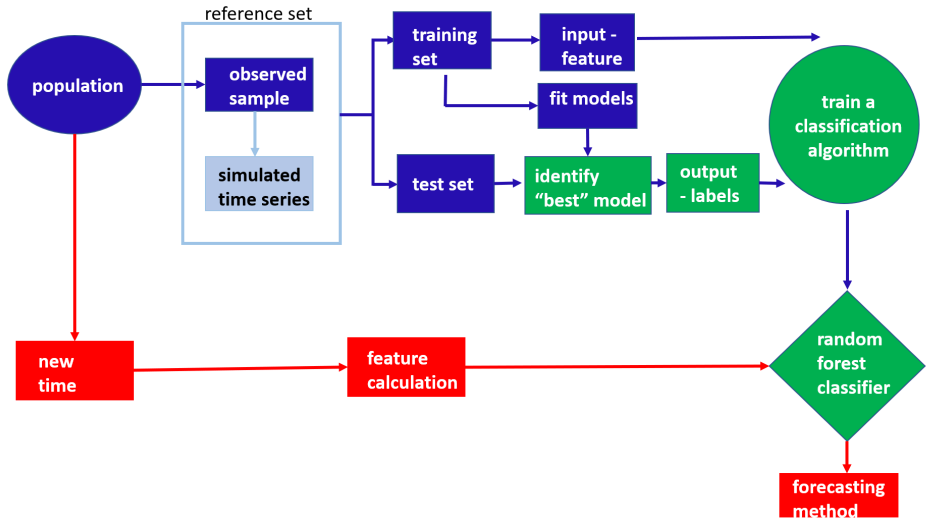 reference set
population
observed
sample
simulated
time series
training
set
input -
feature
fit models
test set
identify
“best” model
output
- labels
train a
classification
algorithm
new
time
feature
calculation
random
forest
classifier
forecasting
method